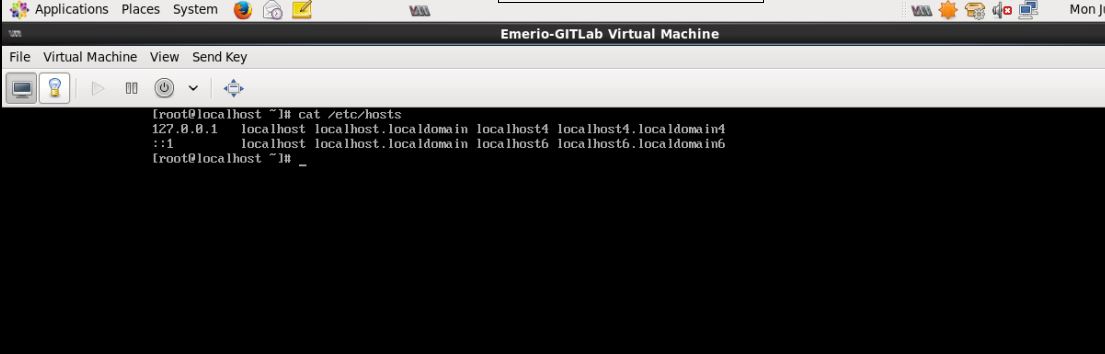 Applications Places System Mon
Emerio-GITLab Virtual Machine
File Virtual Machine View Send Key
[root@localhost ~]# cat /etc/hosts
127.0.0.1 localhost localhost.localdomain localhost4 localhost4.localdomain4
::1 localhost localhost.localdomain localhost6 localhost6.localdomain6
[root@localhost ~]# _